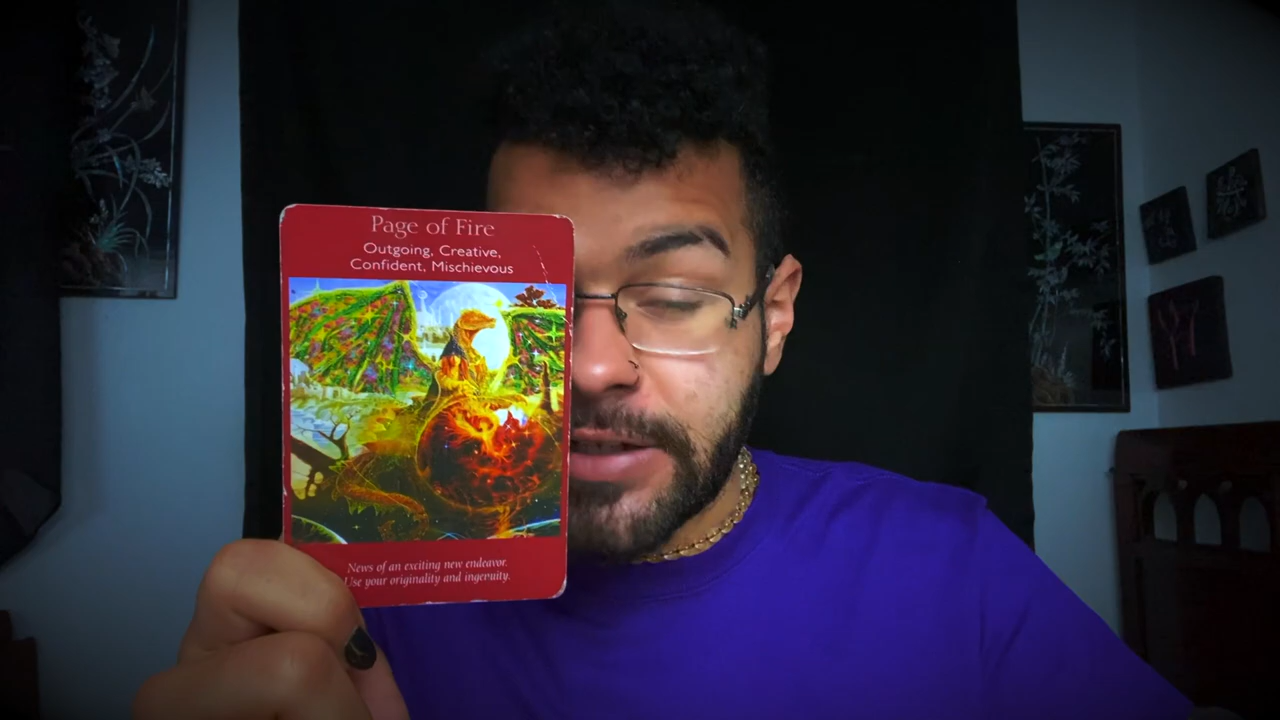 Page of Fire
Outgoing, Creative,
Confident, Mischievous
News of an exciting new endeavor.
Use your originality and ingenuity.